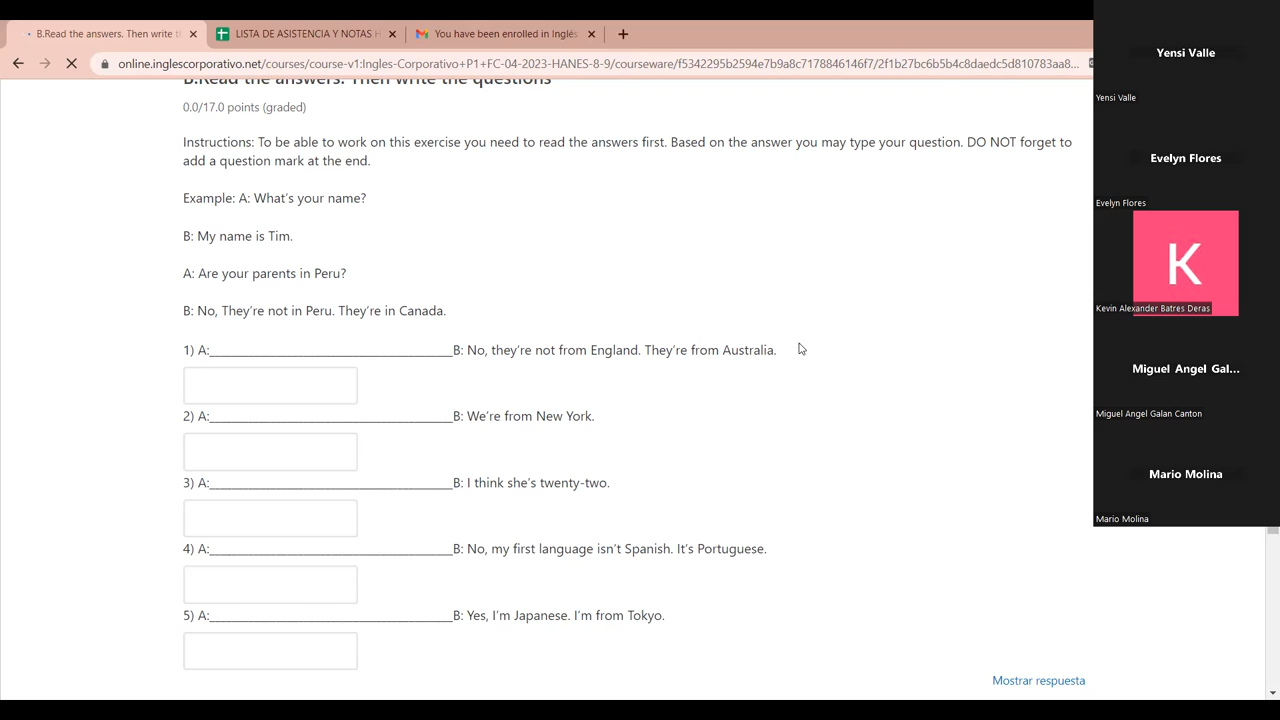 B.Read the answers. Then write th
LISTA DE ASISTENCIA Y NOTAS H
You have been enrolled in Inglés
online.inglescorporativo.net/courses/course-v1:Ingles-Corporativo+P1+FC-04-2023-HANES-8-9/courseware/f5342295b2594e7b9a8c7178846146f7/2f1b27bc6b5b4c8daedc5d810783aa8...
B.Read the answers. Then write the questions
0.0/17.0 points (graded)
Instructions: To be able to work on this exercise you need to read the answers first. Based on the answer you may type your question. DO NOT forget to
add a question mark at the end.
Example: A: What's your name?
B: My name is Tim.
A: Are your parents in Peru?
B: No, They're not in Peru. They're in Canada.
1) A:___________________________________B: No, they're not from England. They're from Australia.
2) A:___________________________________B: We're from New York.
3) A:___________________________________B: I think she's twenty-two.
4) A:___________________________________B: No, my first language isn't Spanish. It's Portuguese.
5) A:___________________________________B: Yes, I'm Japanese. I'm from Tokyo.
Mostrar respuesta
Yensi Valle
Yensi Valle
Evelyn Flores
Evelyn Flores
K
Kevin Alexander Batres Deras
Miguel Angel Gal...
Miguel Angel Galan Canton
Mario Molina
Mario Molina